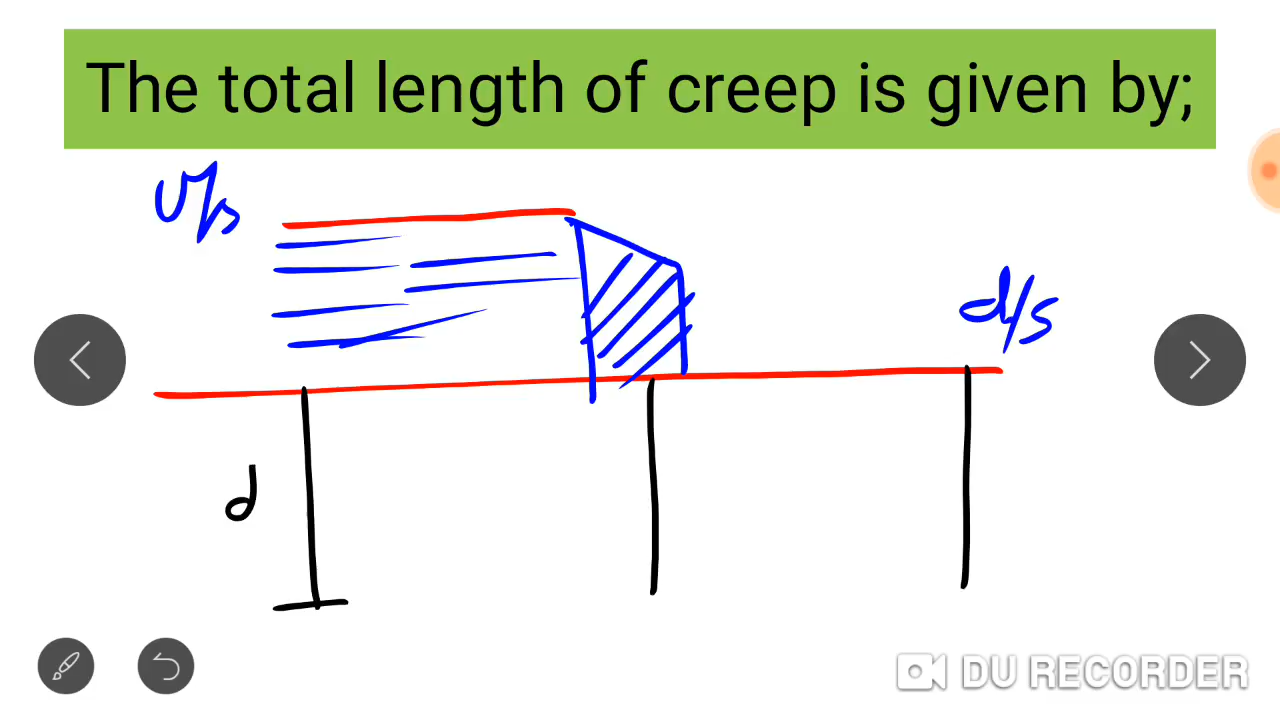 The total length of creep is given by;
U/s
d/s
d
DU RECORDER